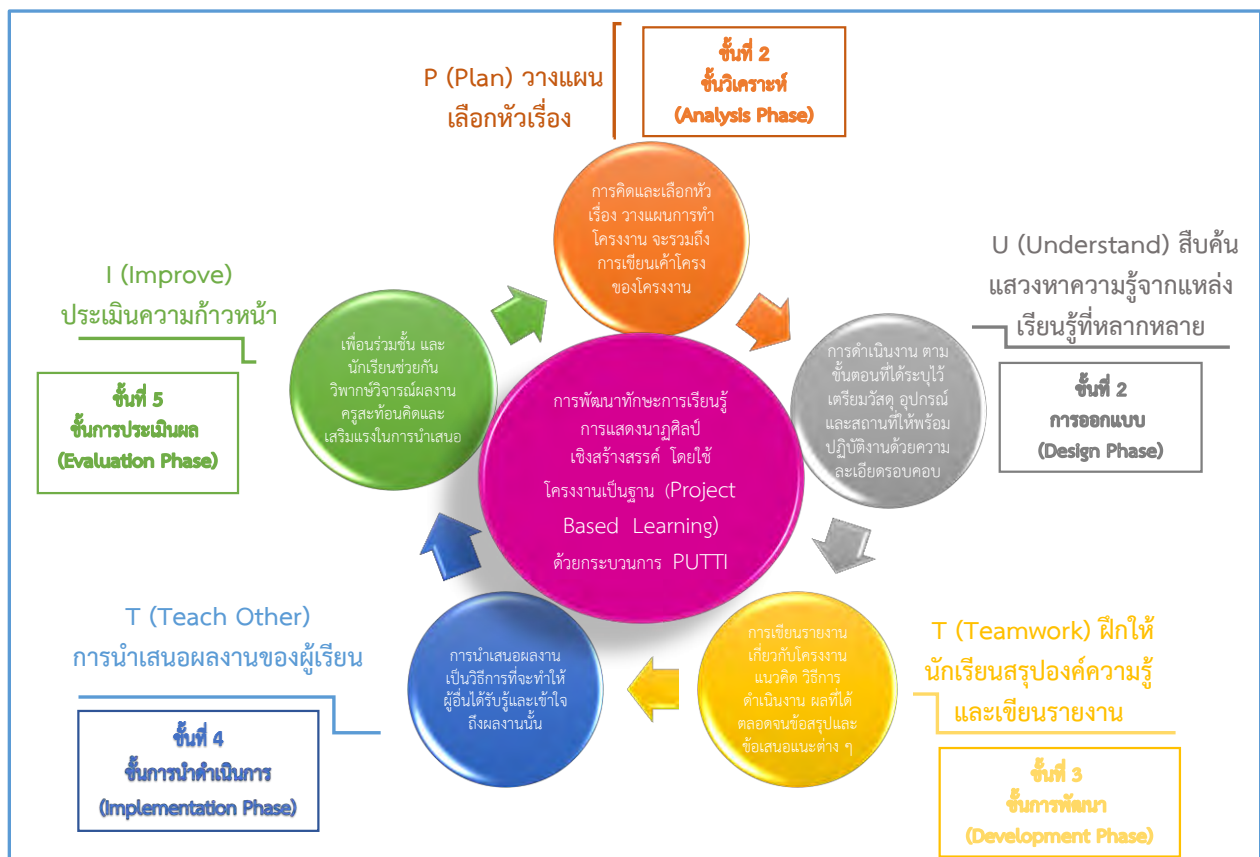 P (Plan) วางแผน
เลือกหัวเรื่อง
ขั้นที่ 2
ขั้นวิเคราะห์
(Analysis Phase)
การคิดและเลือกหัว
เรื่อง วางแผนการทำ
โครงงาน จะรวมถึง
การเขียนเค้าโครง
ของโครงงาน
U (Understand) สืบค้น
แสวงหาความรู้จากแหล่ง
เรียนรู้ที่หลากหลาย
ขั้นที่ 2
การออกแบบ
(Design Phase)
การดำเนินงาน ตาม
ขั้นตอนที่ได้ระบุไว้
เตรียมวัสดุ อุปกรณ์
และสถานที่ให้พร้อม
ปฏิบัติงานด้วยความ
ละเอียดรอบคอบ
T (Teamwork) ฝึกให้
นักเรียนสรุปองค์ความรู้
และเขียนรายงาน
ขั้นที่ 3
ขั้นการพัฒนา
(Development Phase)
การเขียนรายงาน
เกี่ยวกับโครงงาน
แนวคิด วิธีการ
ดำเนินงาน ผลที่ได้
ตลอดจนข้อสรุปและ
ข้อเสนอแนะต่าง ๆ
T (Teach Other)
การนำเสนอผลงานของผู้เรียน
ขั้นที่ 4
ขั้นการนำดำเนินการ
(Implementation Phase)
การนำเสนอผลงาน
เป็นวิธีการที่จะทำให้
ผู้อื่นได้รับรู้และเข้าใจ
ถึงผลงานนั้น
I (Improve)
ประเมินความก้าวหน้า
ขั้นที่ 5
ขั้นการประเมินผล
(Evaluation Phase)
เพื่อนร่วมชั้น และ
นักเรียนช่วยกัน
วิพากษ์วิจารณ์ผลงาน
ครูสะท้อนคิดและ
เสริมแรงในการนำเสนอ
การพัฒนาทักษะการเรียนรู้
การแสดงนาฏศิลป์
เชิงสร้างสรรค์ โดยใช้
โครงงานเป็นฐาน (Project
Based Learning)
ด้วยกระบวนการ PUTTI